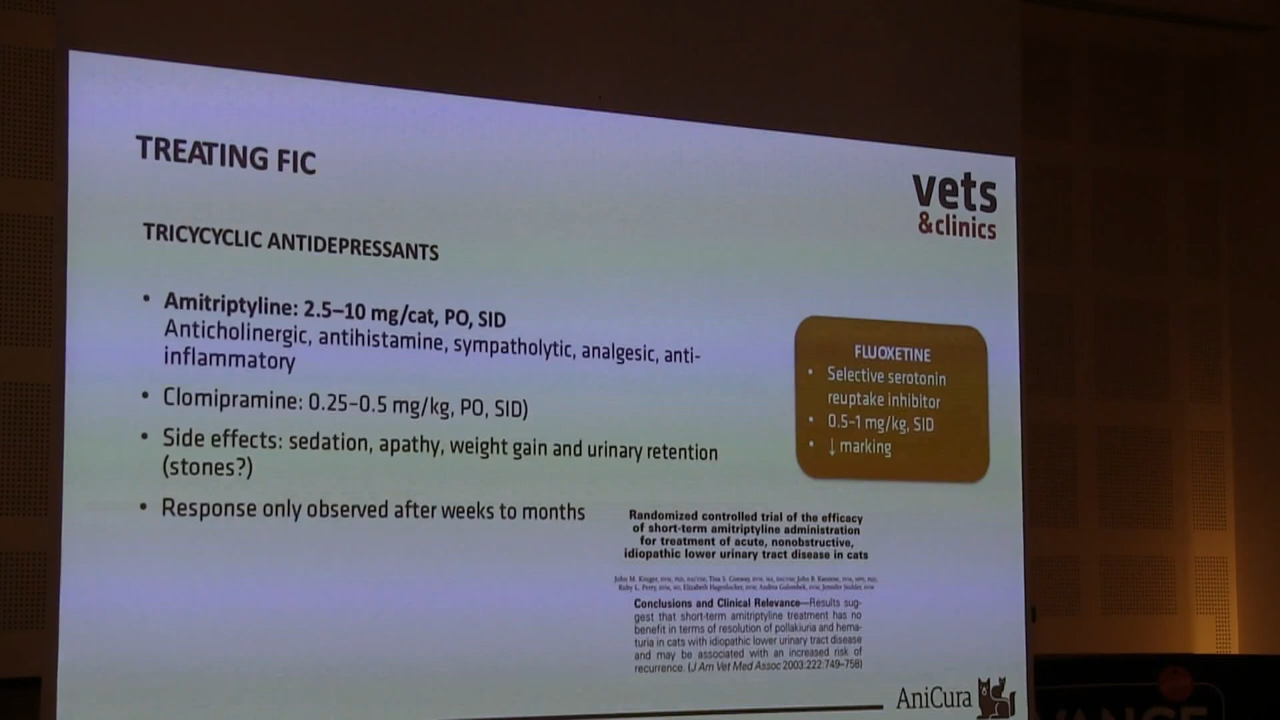 TREATING FIC
vets
&clinics
TRICYCYCLIC ANTIDEPRESSANTS
• Amitriptyline: 2.5–10 mg/cat, PO, SID
Anticholinergic, antihistamine, sympatholytic, analgesic, anti-
inflammatory
• Clomipramine: 0.25–0.5 mg/kg, PO, SID)
• Side effects: sedation, apathy, weight gain and urinary retention
(stones?)
• Response only observed after weeks to months
FLUOXETINE
• Selective serotonin
reuptake inhibitor
• 0.5–1 mg/kg, SID
• ↓ marking
Randomized controlled trial of the efficacy
of short-term amitriptyline administration
for treatment of acute, nonobstructive,
idiopathic lower urinary tract disease in cats
Conclusions and Clinical Relevance—Results sug-
gest that short-term amitriptyline treatment has no
benefit in terms of resolution of pollakiuria and hema-
turia in cats with idiopathic lower urinary tract disease
and may be associated with an increased risk of
recurrence. (J Am Vet Med Assoc 2003;222:749–758)
AniCura